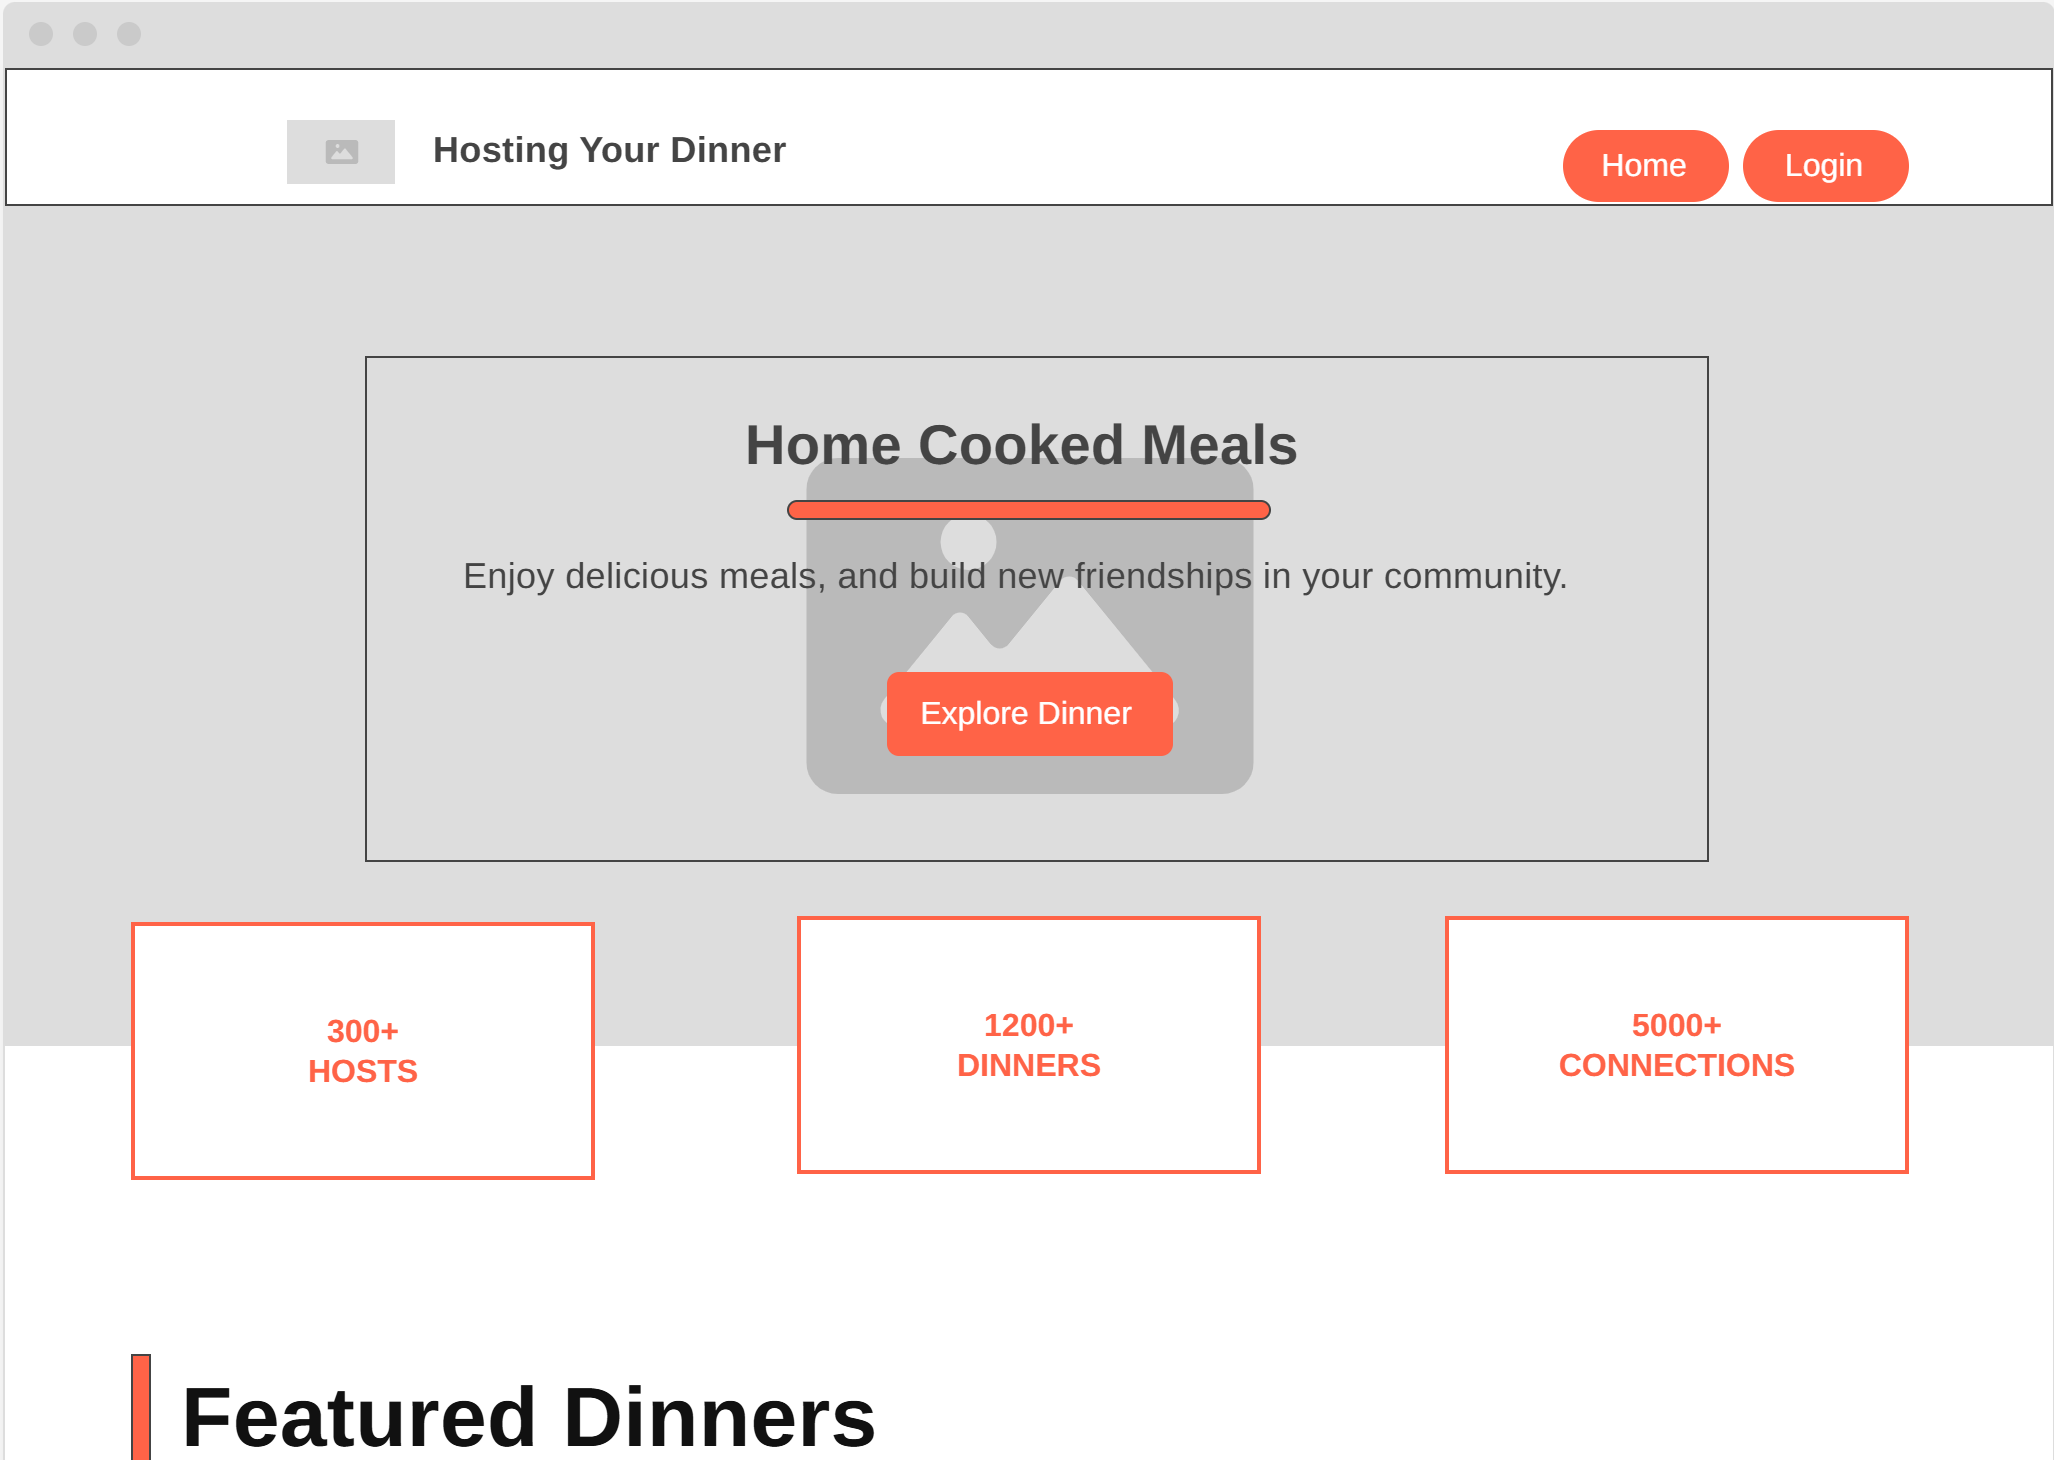 Hosting Your Dinner
Home
Login
Home Cooked Meals
Enjoy delicious meals, and build new friendships in your community.
Explore Dinner
300+
HOSTS
1200+
DINNERS
5000+
CONNECTIONS
Featured Dinners